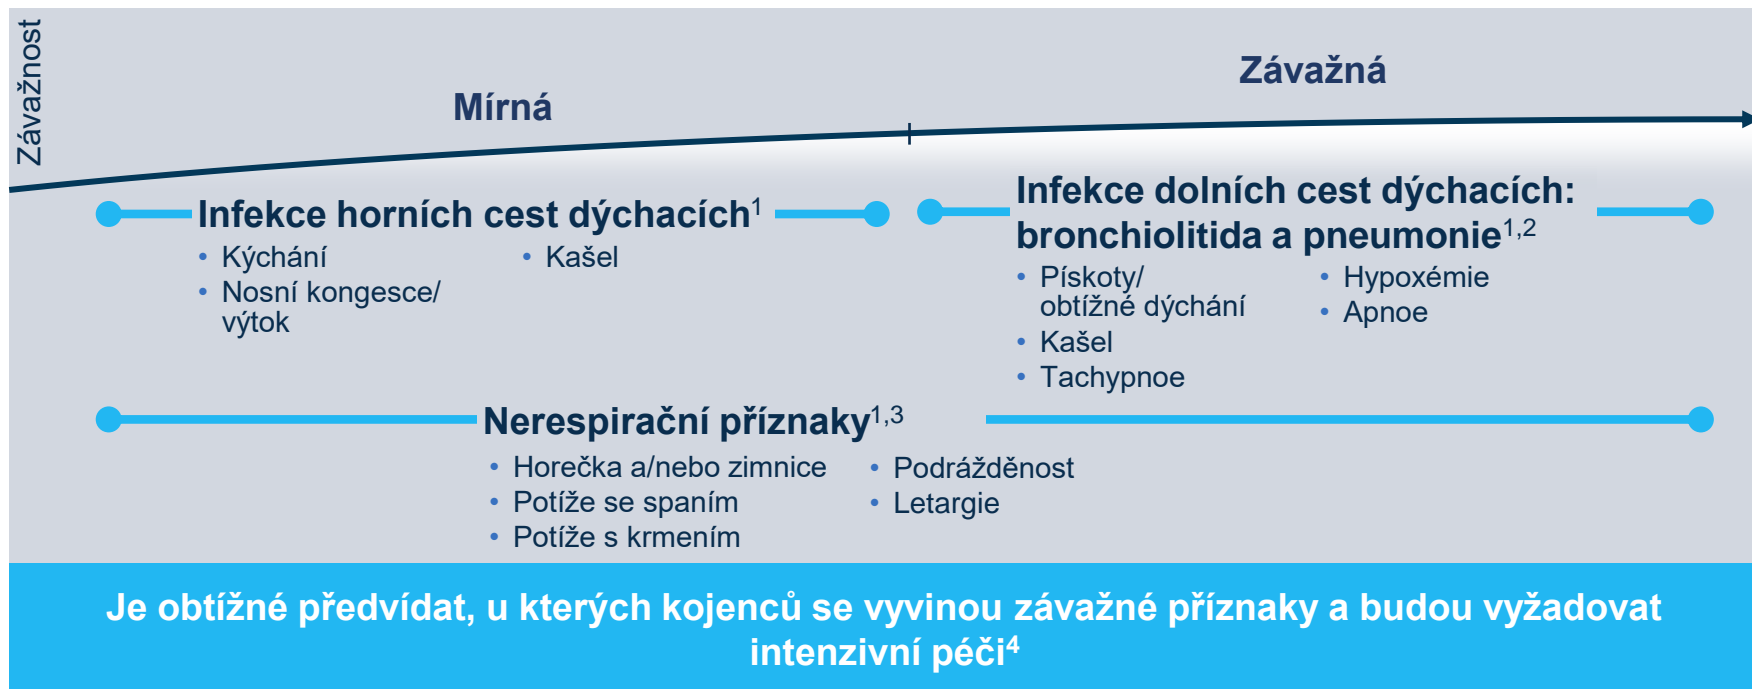 Závažnost
Mírná
Závažná
Infekce horních cest dýchacích1
• Kýchání
• Nosní kongesce/
výtok
• Kašel
Infekce dolních cest dýchacích:
bronchiolitida a pneumonie1,2
• Pískoty/
obtížné dýchání
• Kašel
• Tachypnoe
• Hypoxémie
• Apnoe
Nerespirační příznaky1,3
• Horečka a/nebo zimnice
• Potíže se spaním
• Potíže s krmením
• Podrážděnost
• Letargie
Je obtížné předvídat, u kterých kojenců se vyvinou závažné příznaky a budou vyžadovat
intenzivní péči4